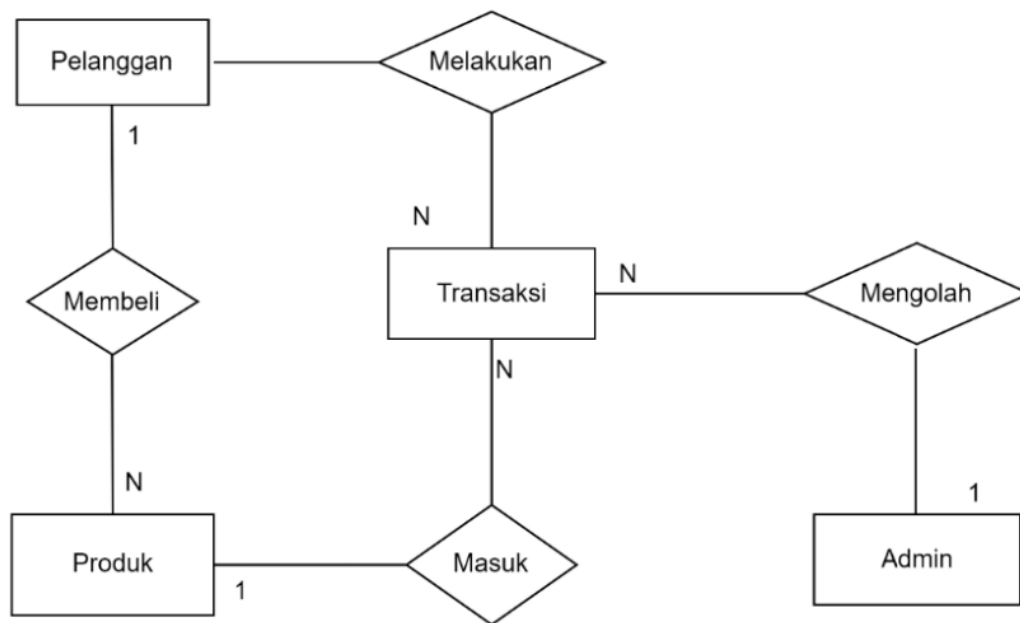 Pelanggan
Melakukan
1
N
Transaksi
N
Mengolah
Membeli
N
N
1
Produk
1
Masuk
Admin